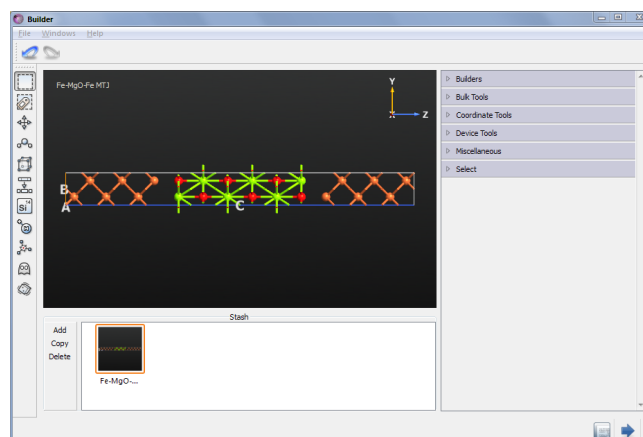 Builder
File Windows Help
Fe-MgO-Fe MTJ
Y
Z
B
A
C
Si
14
Builders
Bulk Tools
Coordinate Tools
Device Tools
Miscellaneous
Select
Stash
Add
Copy
Delete
Fe-MgO-...